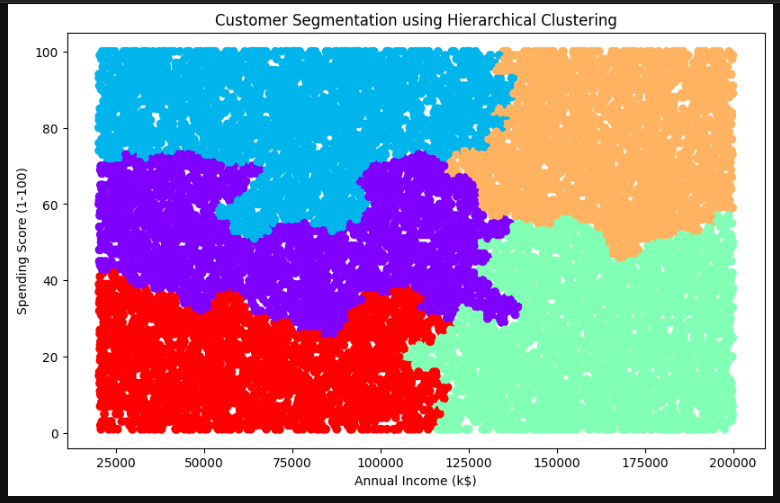 Customer Segmentation using Hierarchical Clustering
100
80
60
40
20
0
Spending Score (1-100)
25000 50000 75000 100000 125000 150000 175000 200000
Annual Income (k$)